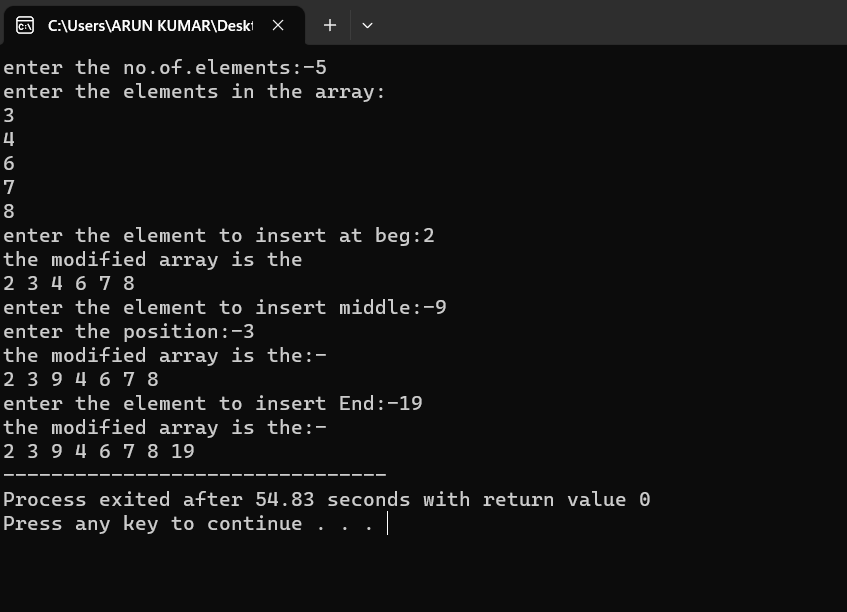 C:\Users\ARUN KUMAR\Deskt
enter the no.of.elements:-5
enter the elements in the array:
3
4
6
7
8
enter the element to insert at beg:2
the modified array is the
2 3 4 6 7 8
enter the element to insert middle:-9
enter the position:-3
the modified array is the:-
2 3 9 4 6 7 8
enter the element to insert End:-19
the modified array is the:-
2 3 9 4 6 7 8 19
--------------------------------
Process exited after 54.83 seconds with return value 0
Press any key to continue . . .